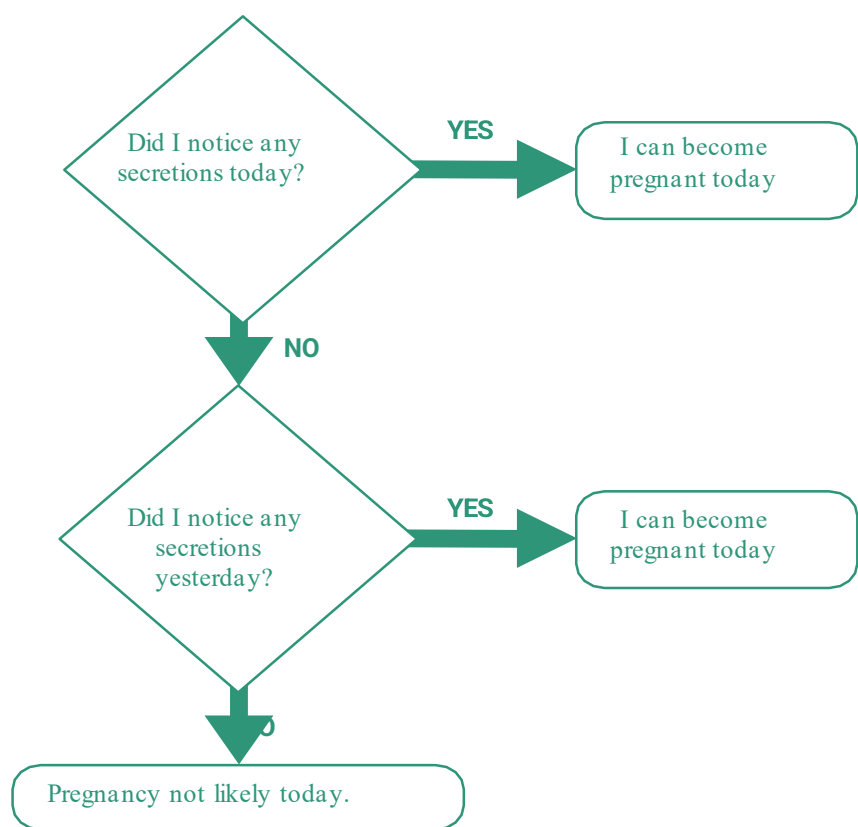 Did I notice any
secretions today?
YES
I can become
pregnant today
NO
Did I notice any
secretions
yesterday?
YES
I can become
pregnant today
Pregnancy not likely today.